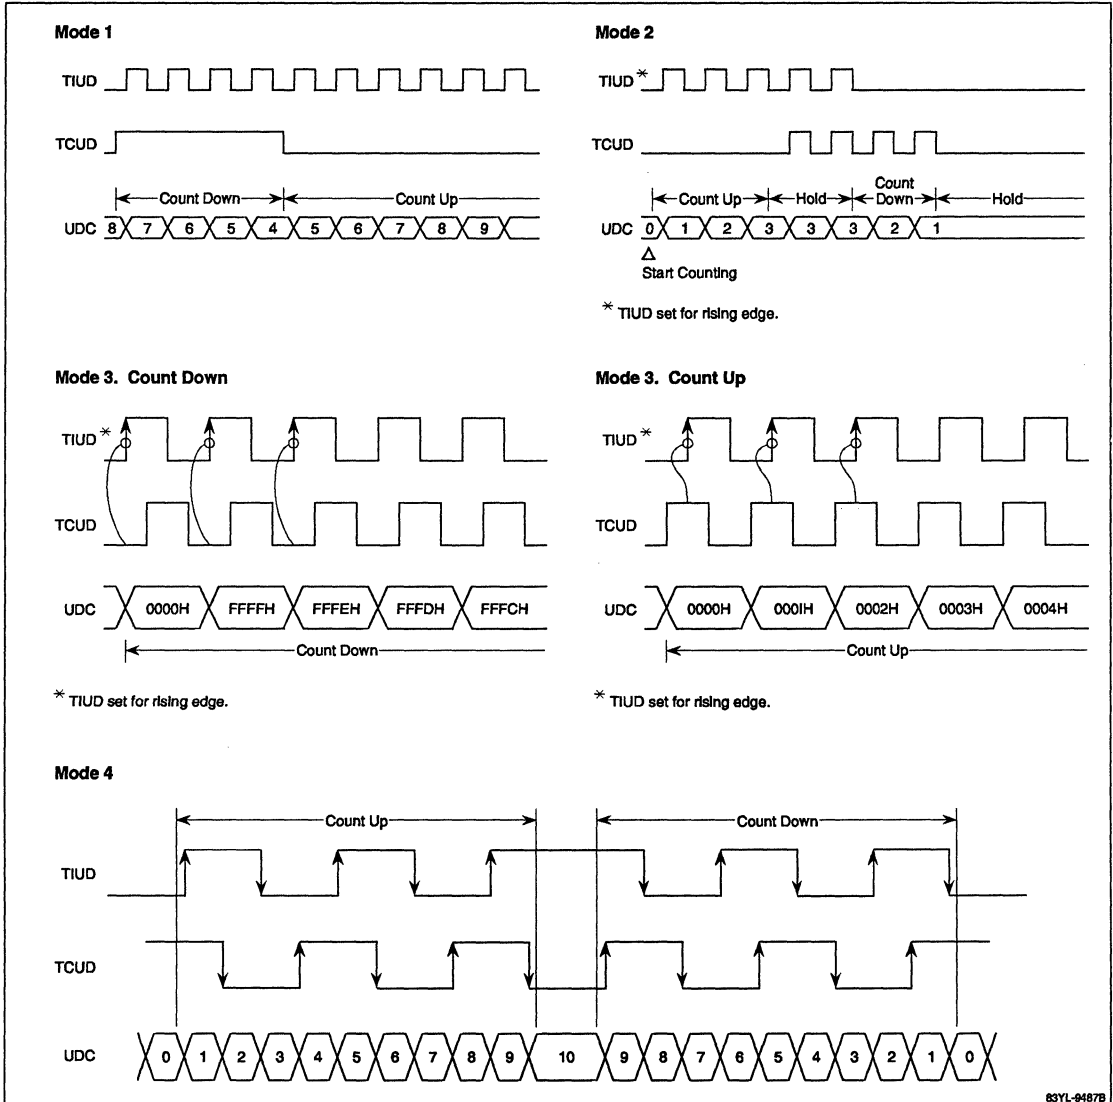 Mode 1
TIUD
TCUD
Count Down Count Up
UDC 8 7 6 5 4 5 6 7 8 9
Mode 2
TIUD *
TCUD
Count Up Hold Count Down Hold
UDC 0 1 2 3 3 3 2 1
Start Counting
* TIUD set for rising edge.
Mode 3. Count Down
TIUD *
TCUD
UDC 0000H FFFFH FFFEH FFFDH FFFCH
Count Down
* TIUD set for rising edge.
Mode 3. Count Up
TIUD *
TCUD
UDC 0000H 000IH 0002H 0003H 0004H
Count Up
* TIUD set for rising edge.
Mode 4
Count Up Count Down
TIUD
TCUD
UDC 0 1 2 3 4 5 6 7 8 9 10 9 8 7 6 5 4 3 2 1 0
83YL-9487B